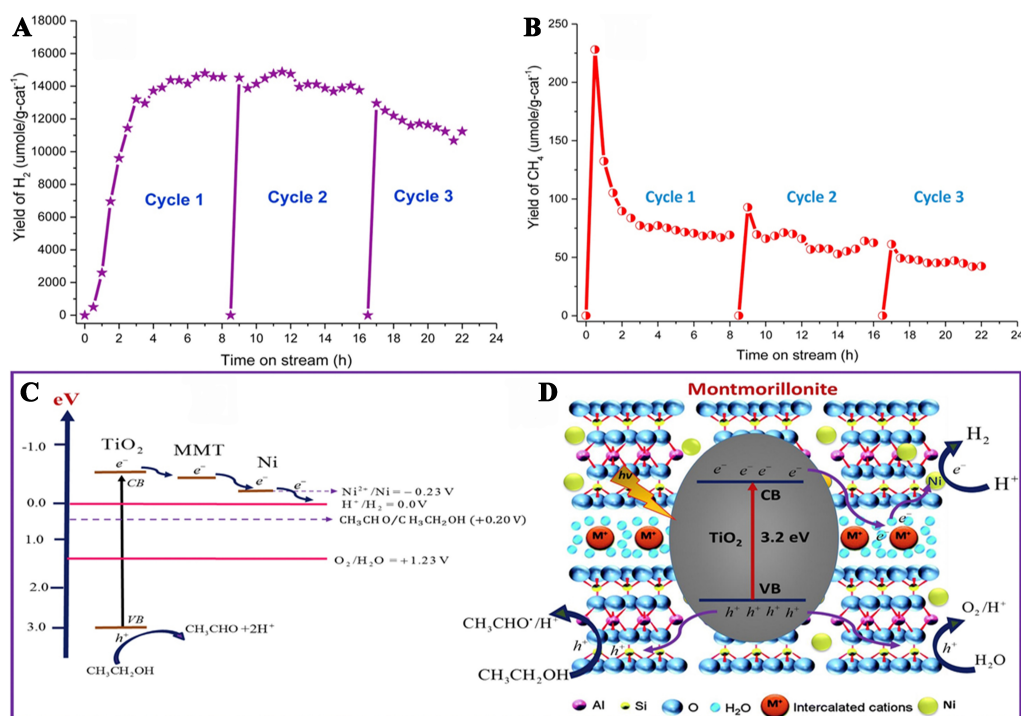 A
Yield of H₂ (umole/g-cat⁻¹)
18000
16000
14000
12000
10000
8000
6000
4000
2000
0
Cycle 1
Cycle 2
Cycle 3
0 2 4 6 8 10 12 14 16 18 20 22 24
Time on stream (h)
B
Yield of CH₄ (umole/g-cat⁻¹)
250
200
150
100
50
0
Cycle 1
Cycle 2
Cycle 3
0 2 4 6 8 10 12 14 16 18 20 22 24
Time on stream (h)
C
eV
-1.0
0.0
1.0
2.0
3.0
TiO₂
e⁻
CB
MMT
e⁻
Ni
e⁻
e⁻
Ni²⁺/Ni = − 0.23 V
H⁺/H₂ = 0.0V
CH₃CHO/CH₃CH₂OH (+0.20 V)
O₂/H₂O = +1.23 V
VB
h⁺
CH₃CHO +2H⁺
CH₃CH₂OH
D
Montmorillonite
hν
e⁻ e⁻ e⁻ e⁻
CB
TiO₂
3.2 eV
VB
h⁺ h⁺ h⁺ h⁺
Ni
H₂
e⁻
H⁺
e⁻
e
M⁺ M⁺ M⁺ M⁺
CH₃CHO•/H⁺
h⁺
h⁺
CH₃CH₂OH
O₂/H⁺
h⁺
H₂O
Al Si O H₂O M⁺ Intercalated cations Ni